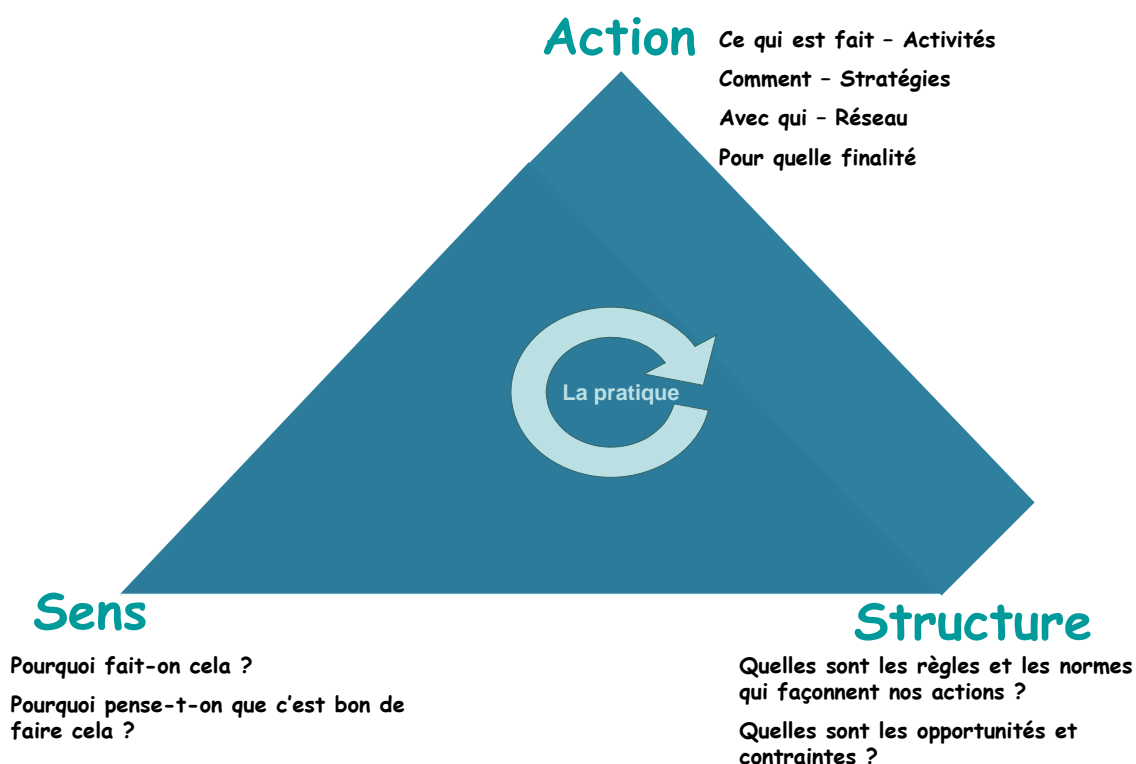 Action
Ce qui est fait – Activités
Comment – Stratégies
Avec qui – Réseau
Pour quelle finalité
La pratique
Sens
Pourquoi fait-on cela ?
Pourquoi pense-t-on que c’est bon de
faire cela ?
Structure
Quelles sont les règles et les normes
qui façonnent nos actions ?
Quelles sont les opportunités et
contraintes ?